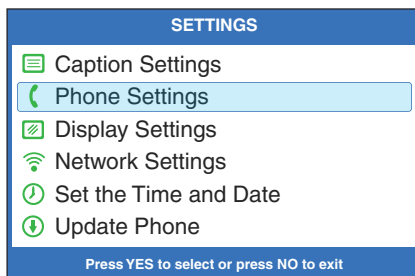 SETTINGS
Caption Settings
Phone Settings
Display Settings
Network Settings
Set the Time and Date
Update Phone
Press YES to select or press NO to exit